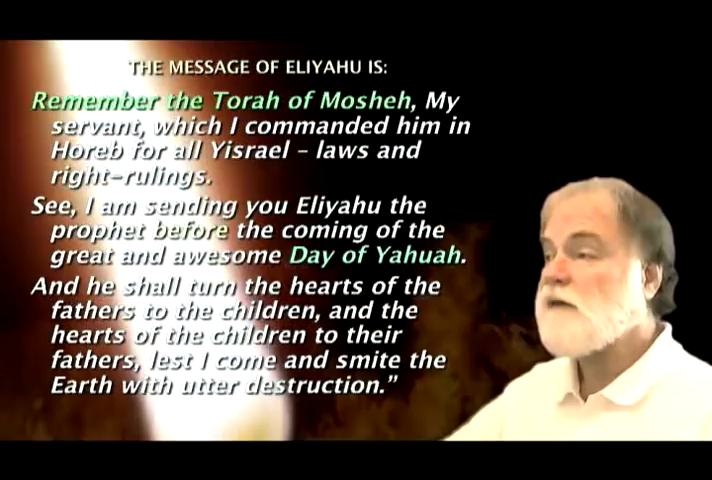 THE MESSAGE OF ELIYAHU IS:
Remember the Torah of Mosheh, My
servant, which I commanded him in
Horeb for all Yisrael – laws and
right-rulings.
See, I am sending you Eliyahu the
prophet before the coming of the
great and awesome Day of Yahuah.
And he shall turn the hearts of the
fathers to the children, and the
hearts of the children to their
fathers, lest I come and smite the
Earth with utter destruction.”